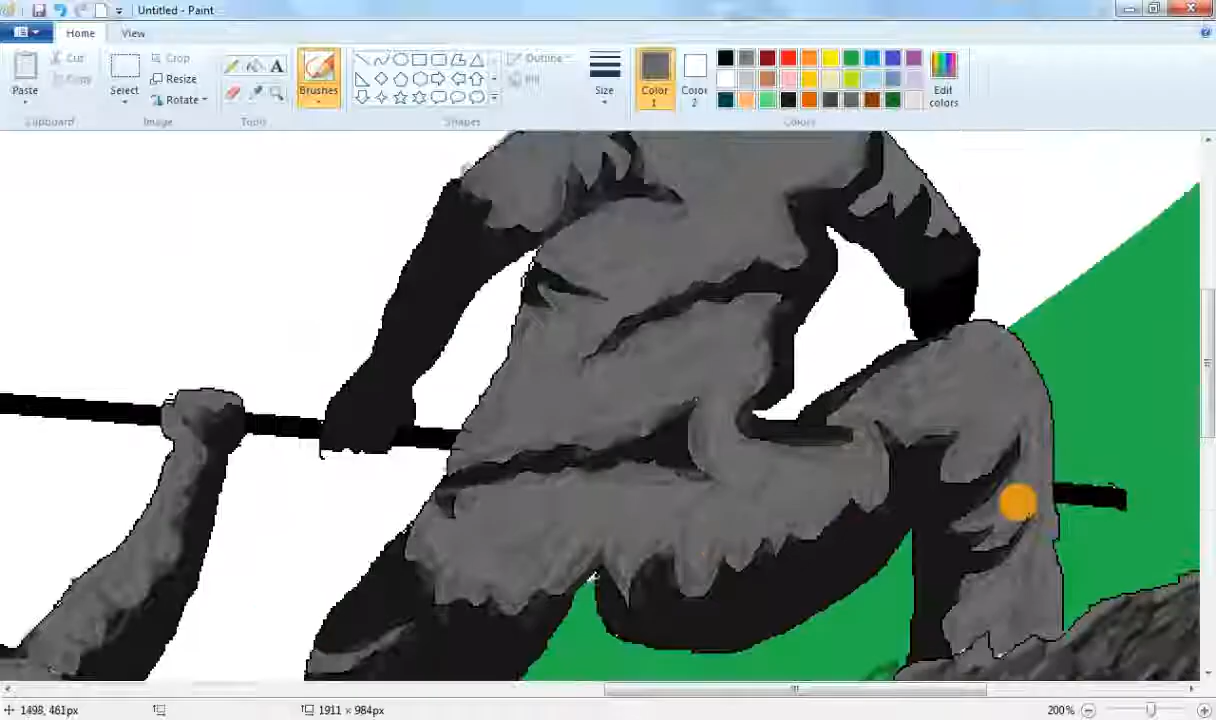 Untitled - Paint
Home View
Cut
Copy
Paste
Clipboard
Select
Crop
Resize
Rotate
Image
A
Tools
Brushes
Outline
Fill
Shapes
Size
Color 1
Color 2
Edit colors
Colors
1498, 461px
1911 × 984px
200%